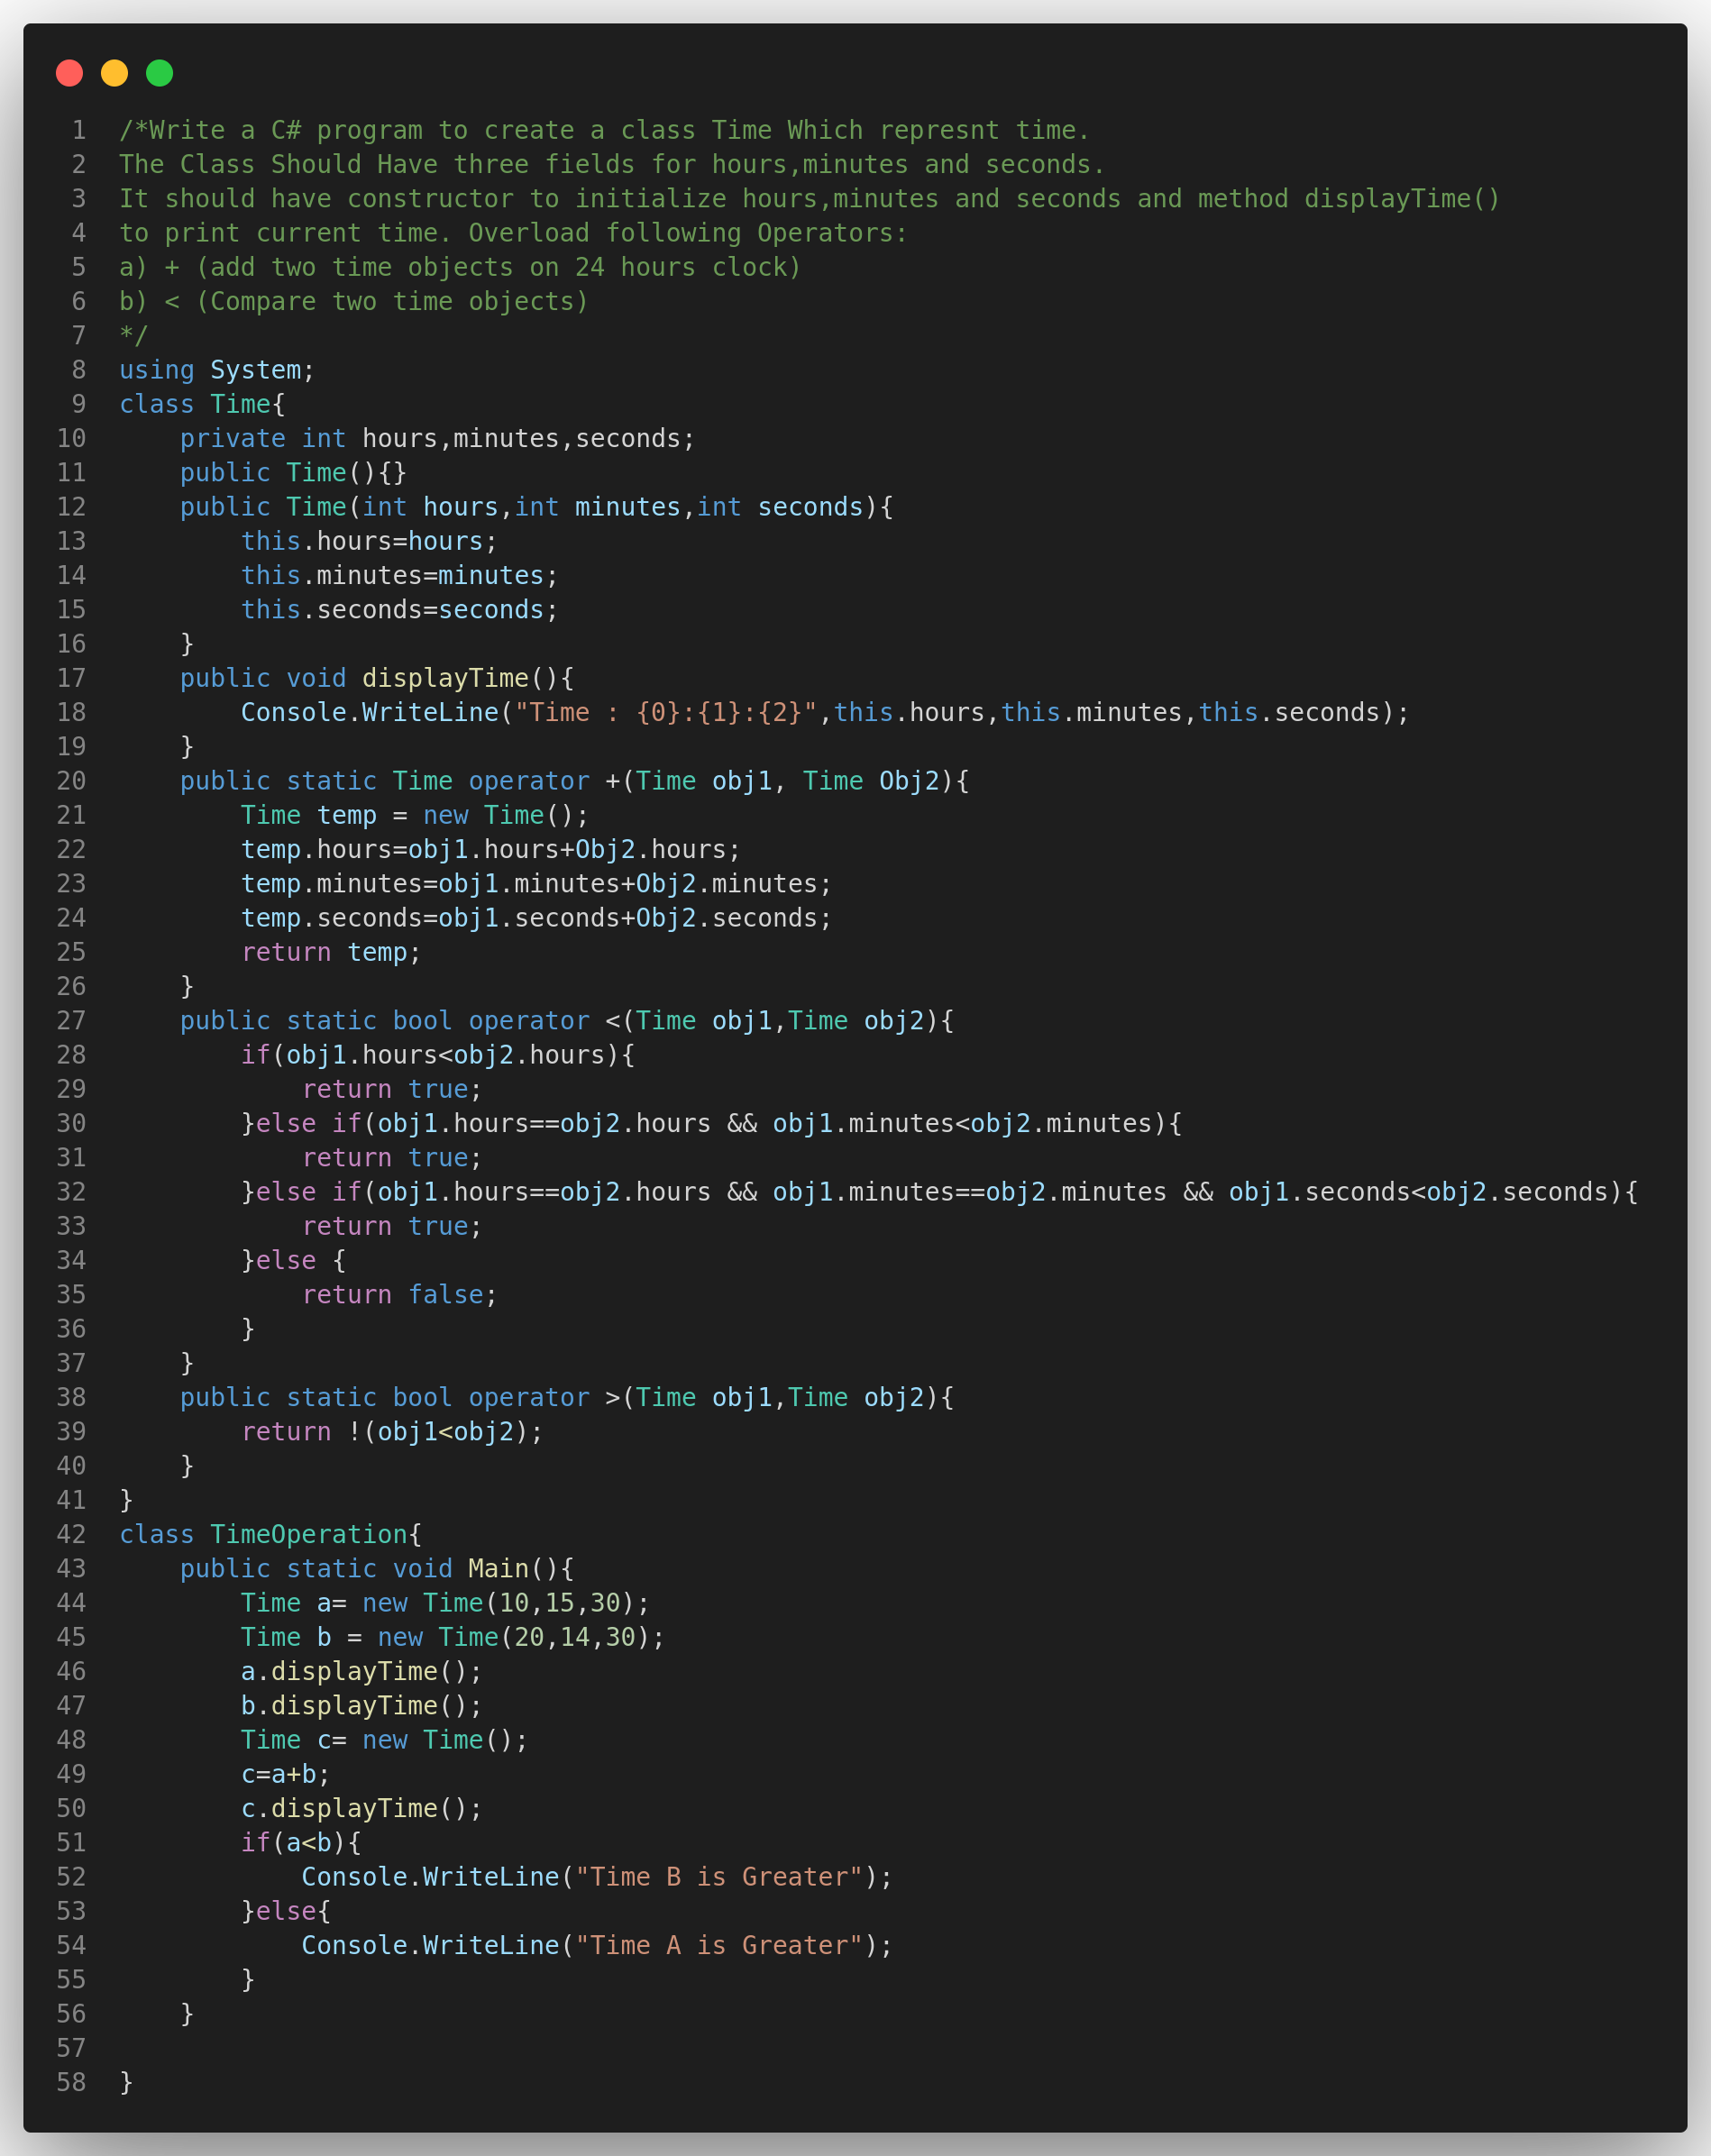 1 /*Write a C# program to create a class Time Which represnt time.
2 The Class Should Have three fields for hours,minutes and seconds.
3 It should have constructor to initialize hours,minutes and seconds and method displayTime()
4 to print current time. Overload following Operators:
5 a) + (add two time objects on 24 hours clock)
6 b) < (Compare two time objects)
7 */
8 using System;
9 class Time{
10     private int hours,minutes,seconds;
11     public Time(){}
12     public Time(int hours,int minutes,int seconds){
13         this.hours=hours;
14         this.minutes=minutes;
15         this.seconds=seconds;
16     }
17     public void displayTime(){
18         Console.WriteLine("Time : {0}:{1}:{2}",this.hours,this.minutes,this.seconds);
19     }
20     public static Time operator +(Time obj1, Time Obj2){
21         Time temp = new Time();
22         temp.hours=obj1.hours+Obj2.hours;
23         temp.minutes=obj1.minutes+Obj2.minutes;
24         temp.seconds=obj1.seconds+Obj2.seconds;
25         return temp;
26     }
27     public static bool operator <(Time obj1,Time obj2){
28         if(obj1.hours<obj2.hours){
29             return true;
30         }else if(obj1.hours==obj2.hours && obj1.minutes<obj2.minutes){
31             return true;
32         }else if(obj1.hours==obj2.hours && obj1.minutes==obj2.minutes && obj1.seconds<obj2.seconds){
33             return true;
34         }else {
35             return false;
36         }
37     }
38     public static bool operator >(Time obj1,Time obj2){
39         return !(obj1<obj2);
40     }
41 }
42 class TimeOperation{
43     public static void Main(){
44         Time a= new Time(10,15,30);
45         Time b = new Time(20,14,30);
46         a.displayTime();
47         b.displayTime();
48         Time c= new Time();
49         c=a+b;
50         c.displayTime();
51         if(a<b){
52             Console.WriteLine("Time B is Greater");
53         }else{
54             Console.WriteLine("Time A is Greater");
55         }
56     }
57
58 }